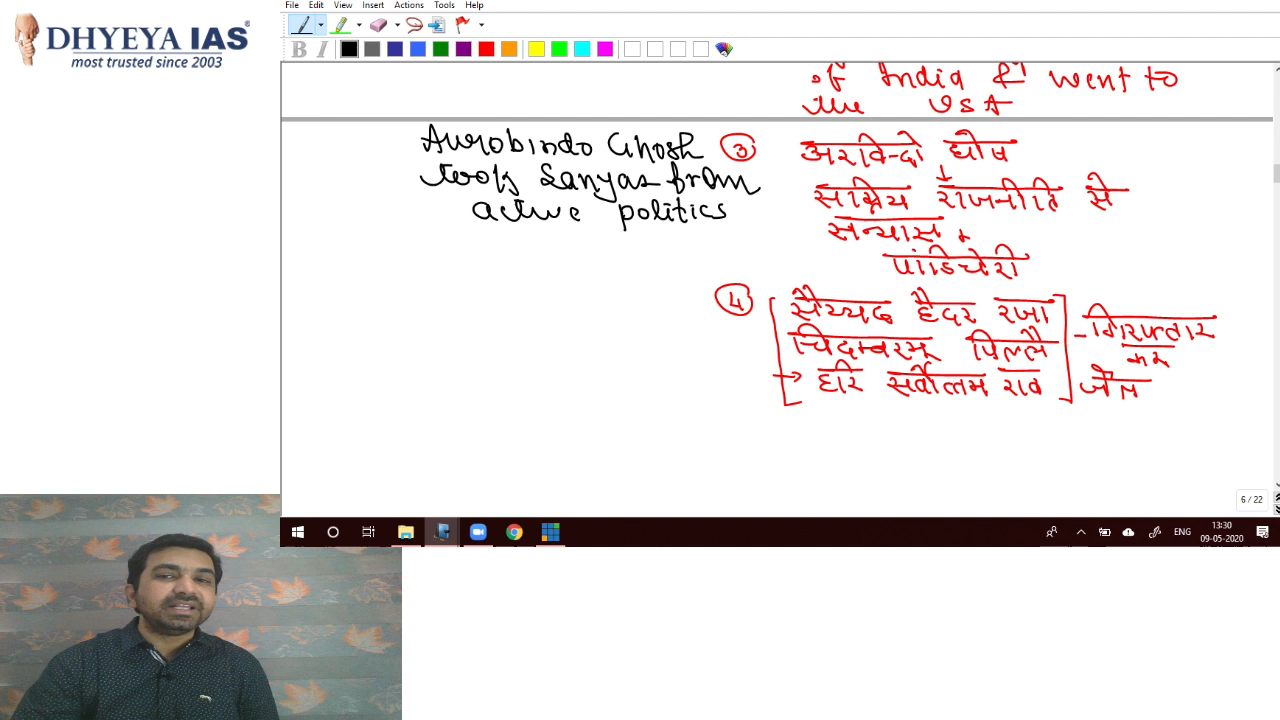 DHYEYA IAS®
most trusted since 2003
File Edit View Insert Actions Tools Help
B I
of India & went to
the USA
Aurobindo Ghosh
took Sanyas from
active politics
3 अरविन्दो घोष
सक्रिय राजनीति से
सन्यास +
पांडिचेरी
4 सैय्यद हैदर रजा
चिदम्बरम् पिल्लै
→ हरि सर्वोत्तम राव
गिरफ्तार
कर
जेल
6 / 22
ENG
13:30
09-05-2020